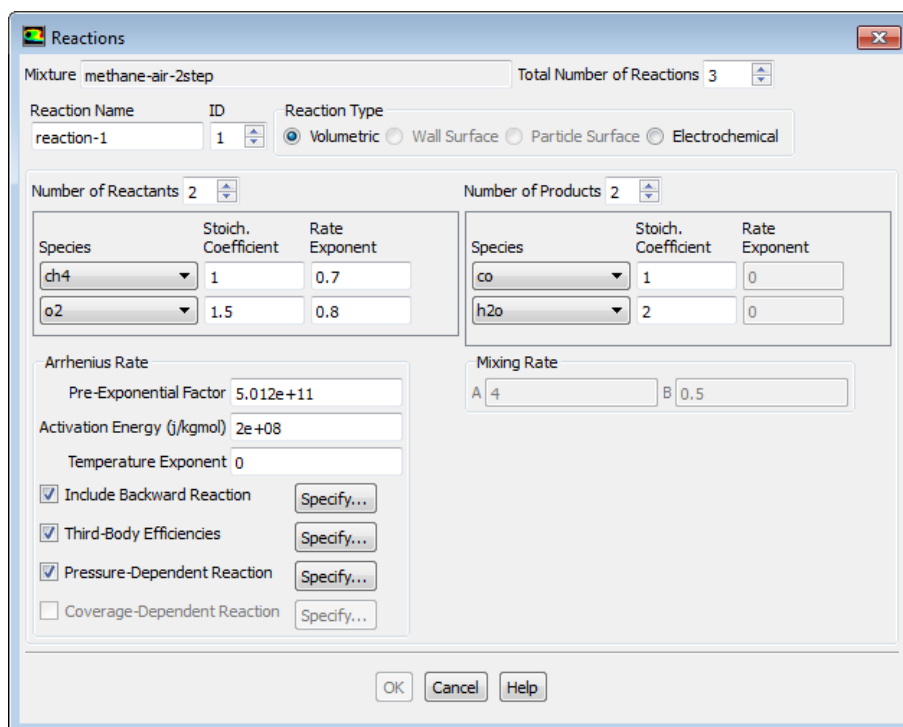 Reactions
Mixture methane-air-2step Total Number of Reactions 3
Reaction Name ID Reaction Type
reaction-1 1 Volumetric Wall Surface Particle Surface Electrochemical
Number of Reactants 2 Number of Products 2
Species Stoich. Coefficient Rate Exponent Species Stoich. Coefficient Rate Exponent
ch4 1 0.7 co 1 0
o2 1.5 0.8 h2o 2 0
Arrhenius Rate Mixing Rate
Pre-Exponential Factor 5.012e+11 A 4 B 0.5
Activation Energy (j/kgmol) 2e+08
Temperature Exponent 0
Include Backward Reaction Specify...
Third-Body Efficiencies Specify...
Pressure-Dependent Reaction Specify...
Coverage-Dependent Reaction Specify...
OK Cancel Help